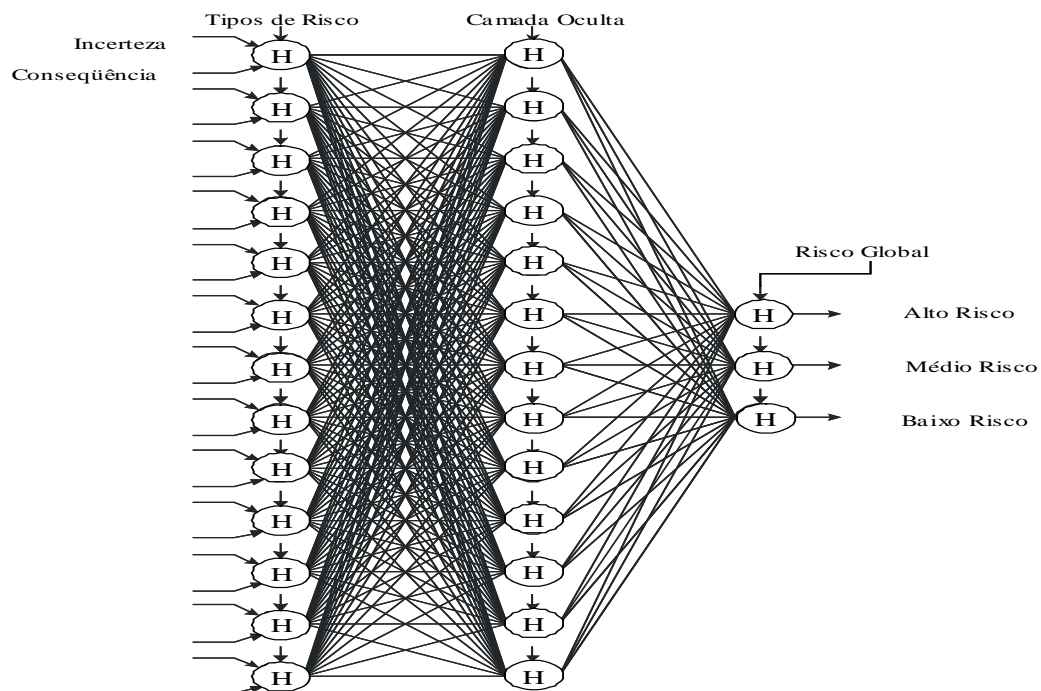 Tipos de Risco
Camada Oculta
Incerteza
Conseqüência
H H
H H
H H
H H
H H
Risco Global
H H H Alto Risco
H H H Médio Risco
H H H Baixo Risco
H H
H H
H H
H H
H H